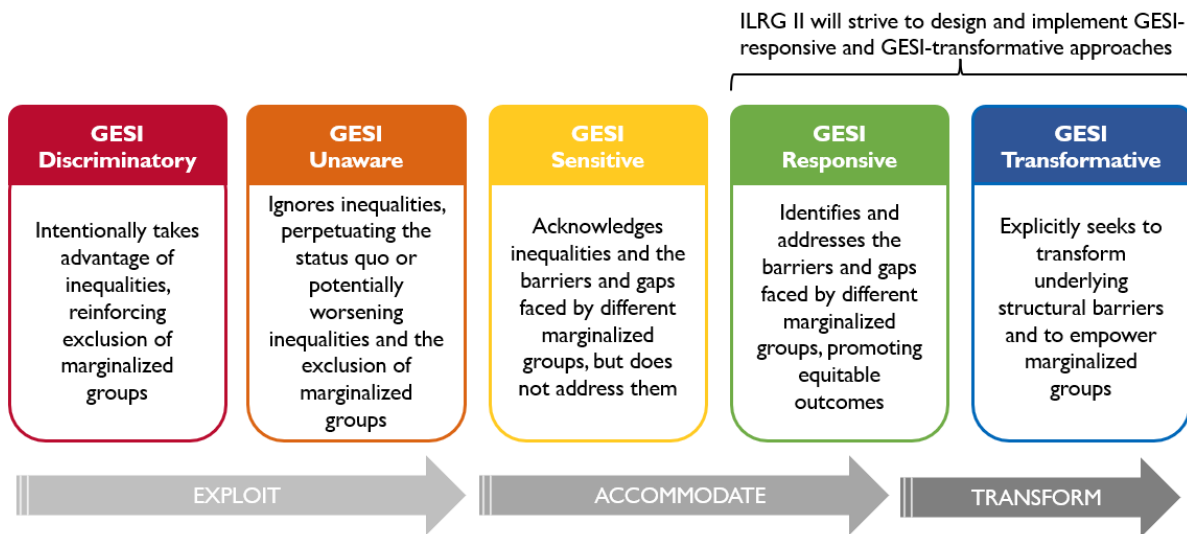 ILRG II will strive to design and implement GESI-
responsive and GESI-transformative approaches
GESI
Discriminatory
Intentionally takes
advantage of
inequalities,
reinforcing
exclusion of
marginalized
groups
GESI
Unaware
Ignores inequalities,
perpetuating the
status quo or
potentially
worsening
inequalities and the
exclusion of
marginalized
groups
GESI
Sensitive
Acknowledges
inequalities and the
barriers and gaps
faced by different
marginalized
groups, but does
not address them
GESI
Responsive
Identifies and
addresses the
barriers and gaps
faced by different
marginalized
groups, promoting
equitable
outcomes
GESI
Transformative
Explicitly seeks to
transform
underlying
structural barriers
and to empower
marginalized
groups
EXPLOIT
ACCOMMODATE
TRANSFORM